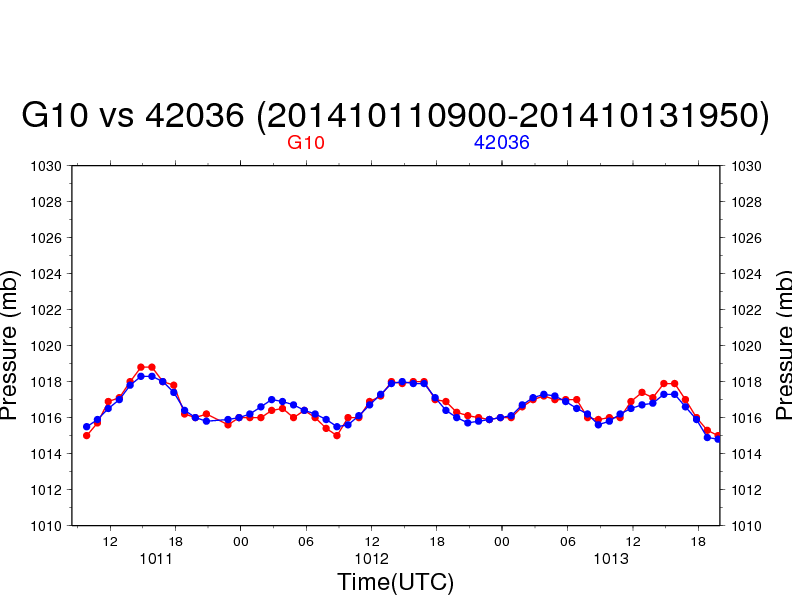 G10 vs 42036 (201410110900-201410131950)
G10 42036
1030 1030
1028 1028
1026 1026
1024 1024
1022 1022
1020 1020
1018 1018
1016 1016
1014 1014
1012 1012
1010 1010
Pressure (mb)
Pressure (mb)
12 18 00 06 12 18 00 06 12 18
1011 1012 1013
Time(UTC)